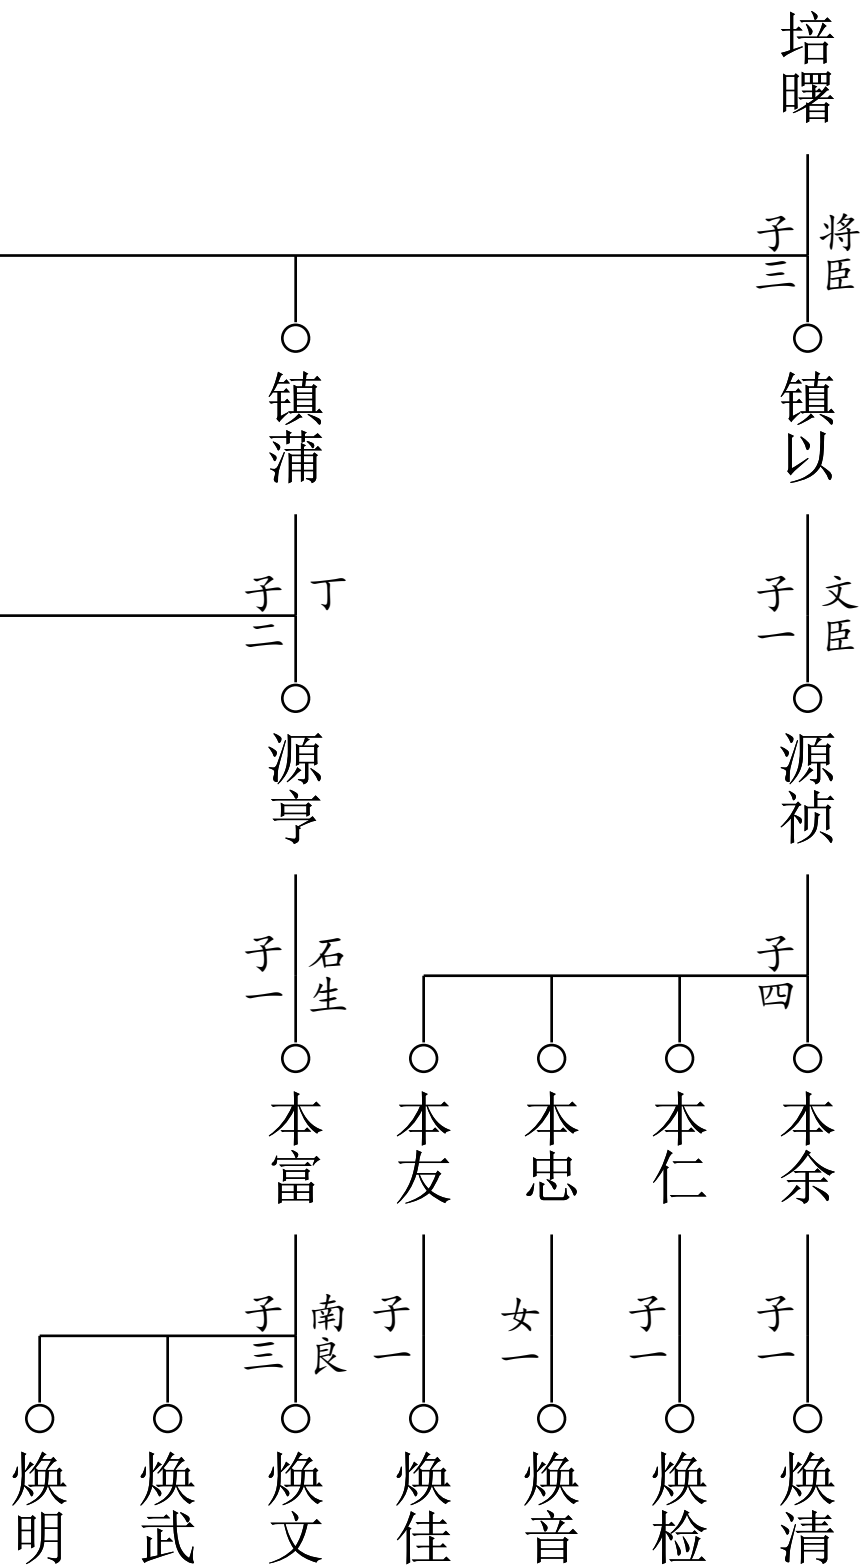 培曙
将臣
子三
镇以
镇蒲
文臣
子一
丁
子二
源祯
源亨
子四
石生
子一
本余
本仁
本忠
本友
本富
子一
子一
女一
子一
南良
子三
焕清
焕检
焕音
焕佳
焕文
焕武
焕明